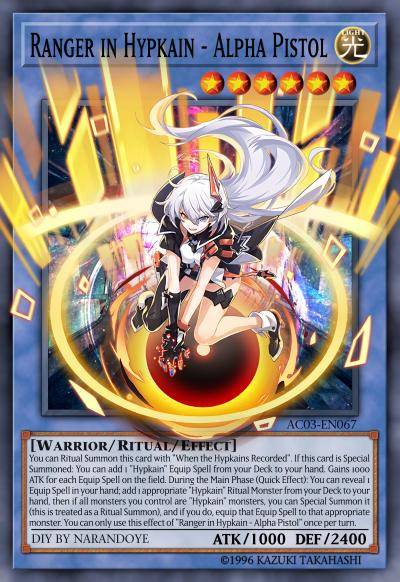 Ranger in Hypkain - Alpha Pistol
LIGHT
光
AC03-EN067
[Warrior/Ritual/Effect]
You can Ritual Summon this card with "When the Hypkains Recorded". If this card is Special
Summoned: You can add 1 "Hypkain" Equip Spell from your Deck to your hand. Gains 1000
ATK for each Equip Spell on the field. During the Main Phase (Quick Effect): You can reveal 1
Equip Spell in your hand; add 1 appropriate "Hypkain" Ritual Monster from your Deck to your
hand, then if all monsters you control are "Hypkain" monsters, you can Special Summon it
(this is treated as a Ritual Summon), and if you do, equip that Equip Spell to that appropriate
monster. You can only use this effect of "Ranger in Hypkain - Alpha Pistol" once per turn.
DIY BY NARANDOYE
ATK/1000 DEF/2400
©1996 KAZUKI TAKAHASHI